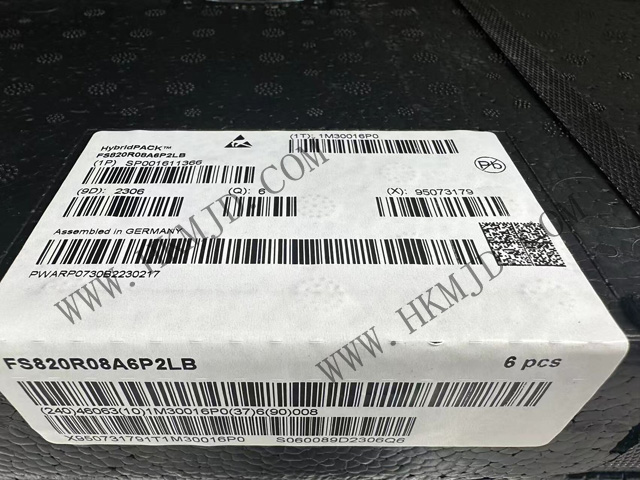 HybridPACK™
FS820R08A6P2LB
(1P) SP001611366
(1T): 1M30016P0
Pb
(9D): 2306
(Q): 6
(X): 95073179
Assembled in GERMANY
PWARP0730B2230217
FS820R08A6P2LB
6 pcs
(240)46063(10)1M30016P0(37)6(90)008
X950731791T1M30016P0
S060089D2306Q6
WWW.HKMJD.COM
WWW.HKMJD.COM